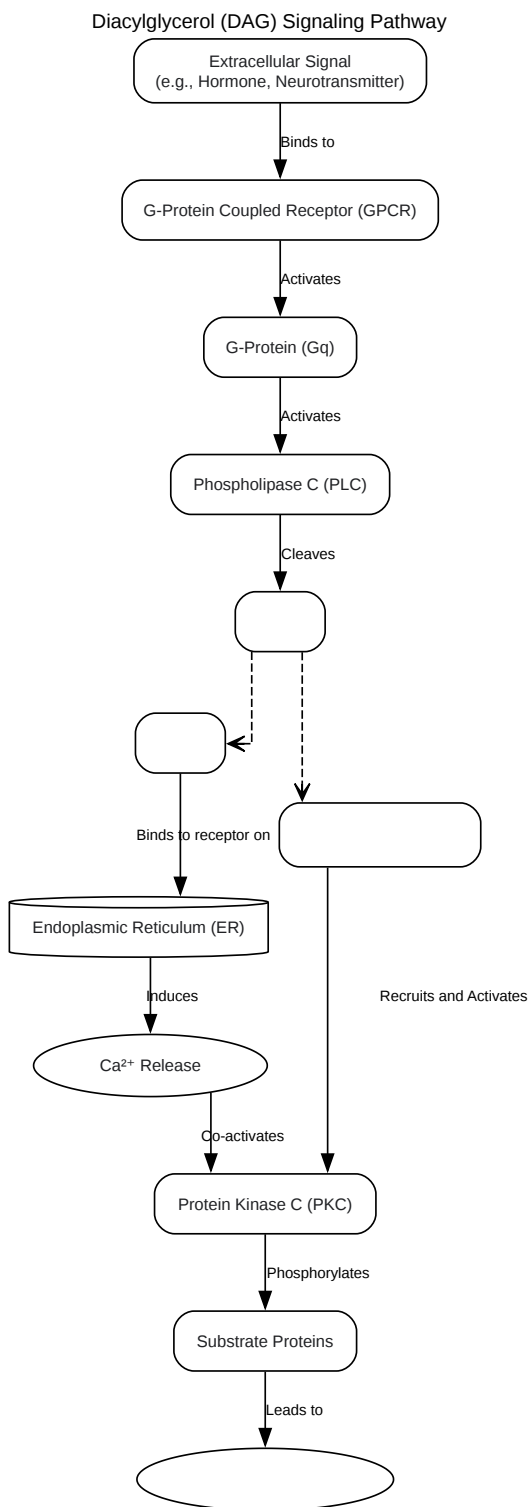 Diacylglycerol (DAG) Signaling Pathway
Extracellular Signal
(e.g., Hormone, Neurotransmitter)
Binds to
G-Protein Coupled Receptor (GPCR)
Activates
G-Protein (Gq)
Activates
Phospholipase C (PLC)
Cleaves
Binds to receptor on
Endoplasmic Reticulum (ER)
Induces
Recruits and Activates
Ca²⁺ Release
Co-activates
Protein Kinase C (PKC)
Phosphorylates
Substrate Proteins
Leads to